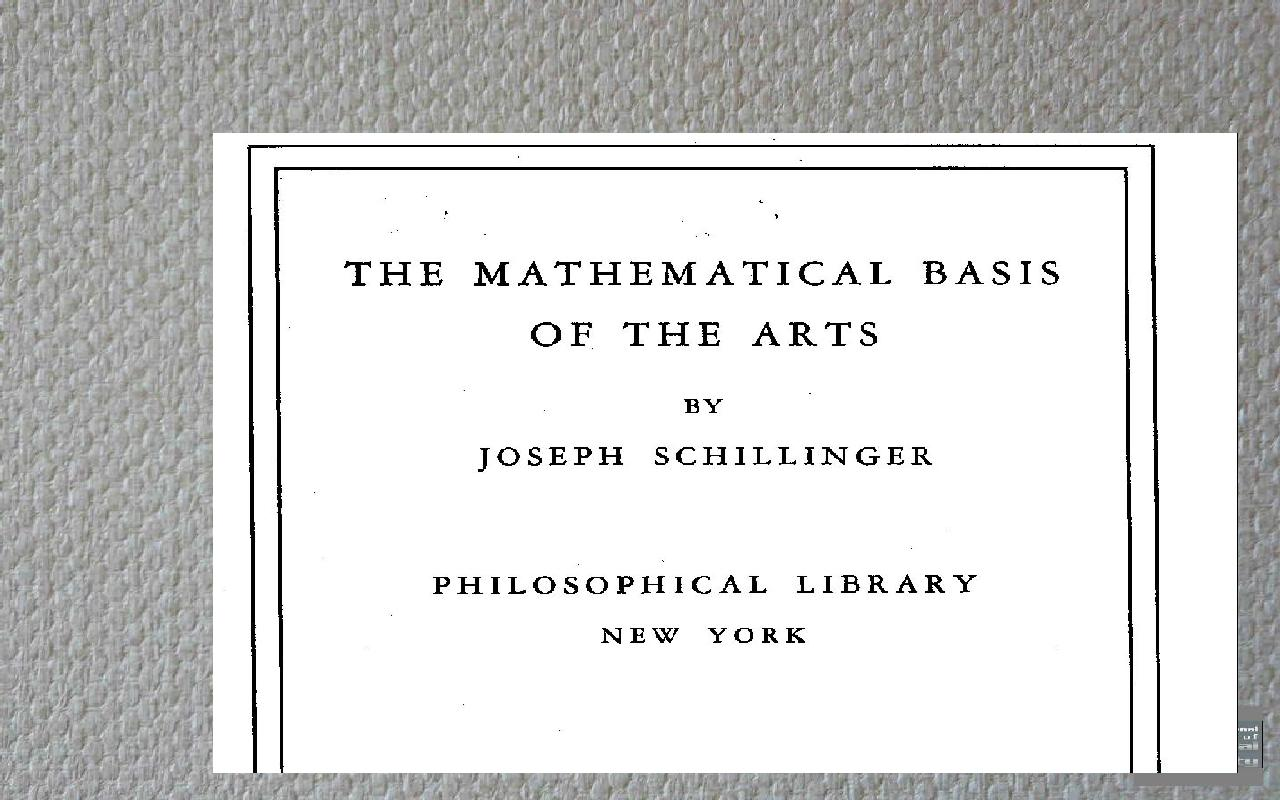 THE MATHEMATICAL BASIS
OF THE ARTS
BY
JOSEPH SCHILLINGER
PHILOSOPHICAL LIBRARY
NEW YORK